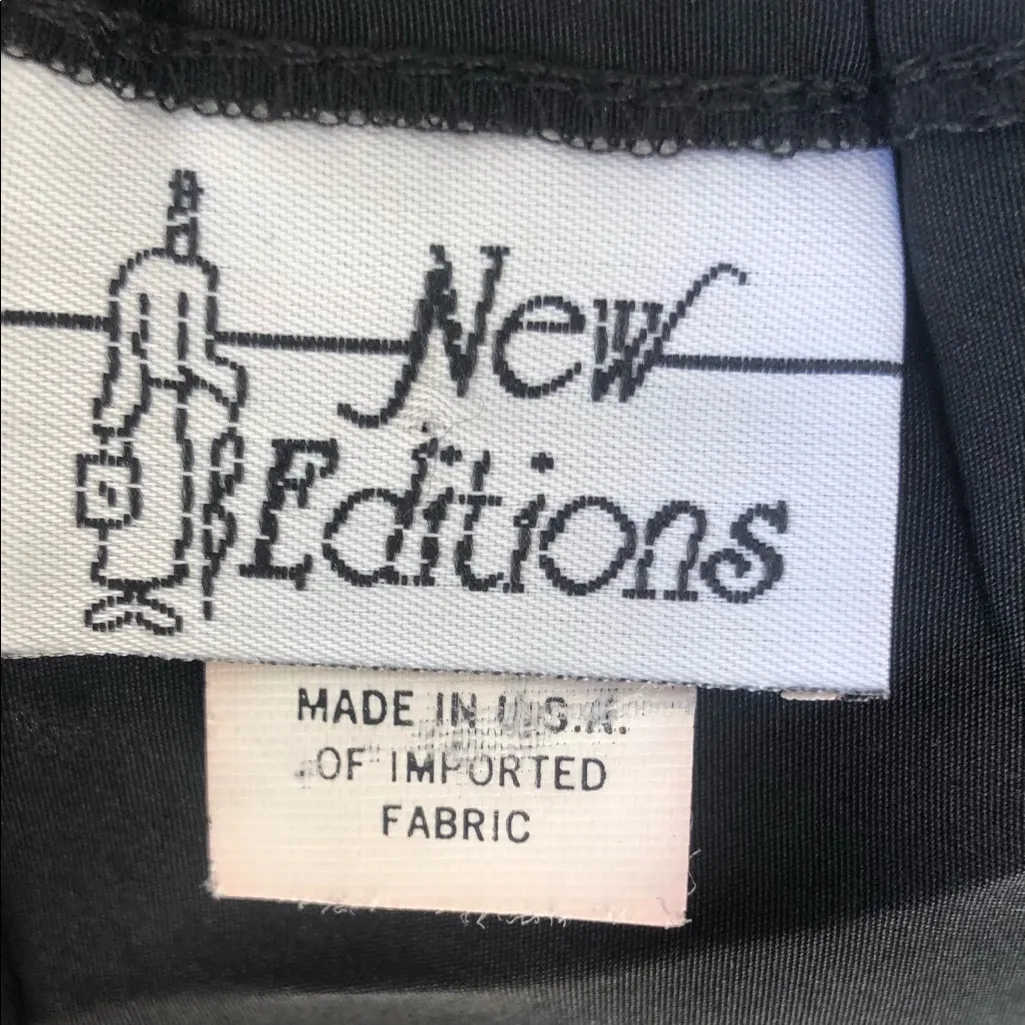 New
Editions
MADE IN U.S.A.
OF IMPORTED
FABRIC